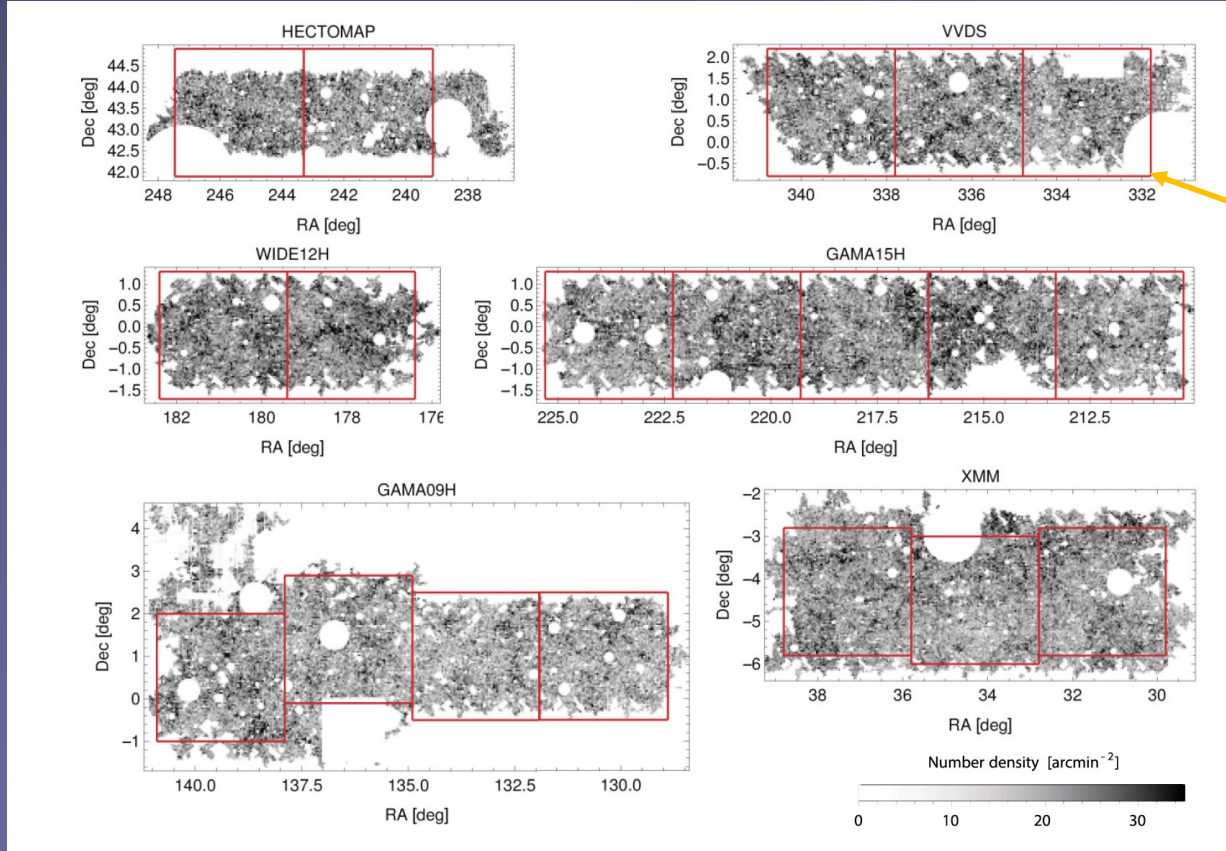 HECTOMAP
44.5
44.0
43.5
43.0
42.5
42.0
Dec [deg]
248 246 244 242 240 238
RA [deg]
VVDS
2.0
1.5
1.0
0.5
0.0
−0.5
Dec [deg]
340 338 336 334 332
RA [deg]
WIDE12H
1.0
0.5
0.0
−0.5
−1.0
−1.5
Dec [deg]
182 180 178 176
RA [deg]
GAMA15H
1.0
0.5
0.0
−0.5
−1.0
−1.5
Dec [deg]
225.0 222.5 220.0 217.5 215.0 212.5
RA [deg]
GAMA09H
4
3
2
1
0
−1
Dec [deg]
140.0 137.5 135.0 132.5 130.0
RA [deg]
XMM
−2
−3
−4
−5
−6
Dec [deg]
38 36 34 32 30
RA [deg]
Number density [arcmin⁻²]
0 10 20 30